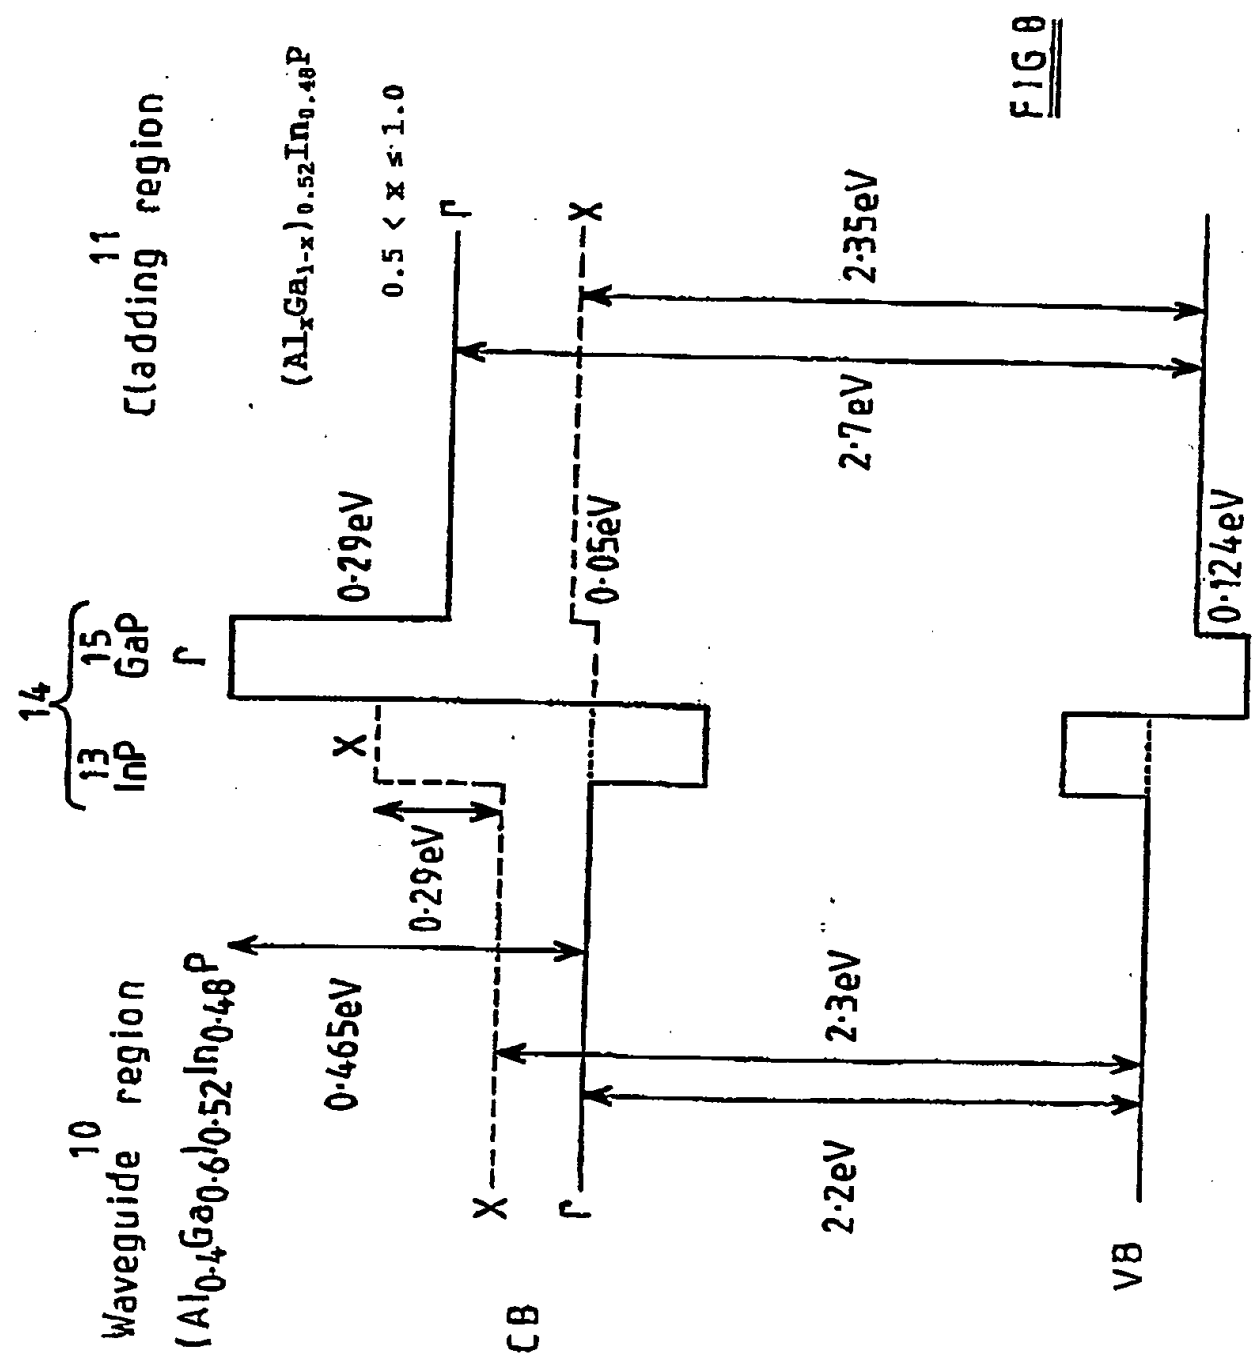 14
10
13
15
11
Waveguide region
InP
GaP
Cladding region
(Al0·4Ga0·6)0·52In0·48P
Γ
(AlxGa1-x)0.52In0.48P
0.5 < x ≤ 1.0
0·465eV
0·29eV
X
0·29eV
Γ
X
Γ
CB
0·05eV
X
2·2eV
2·3eV
2·7eV
2·35eV
VB
0·124eV
FIG 8